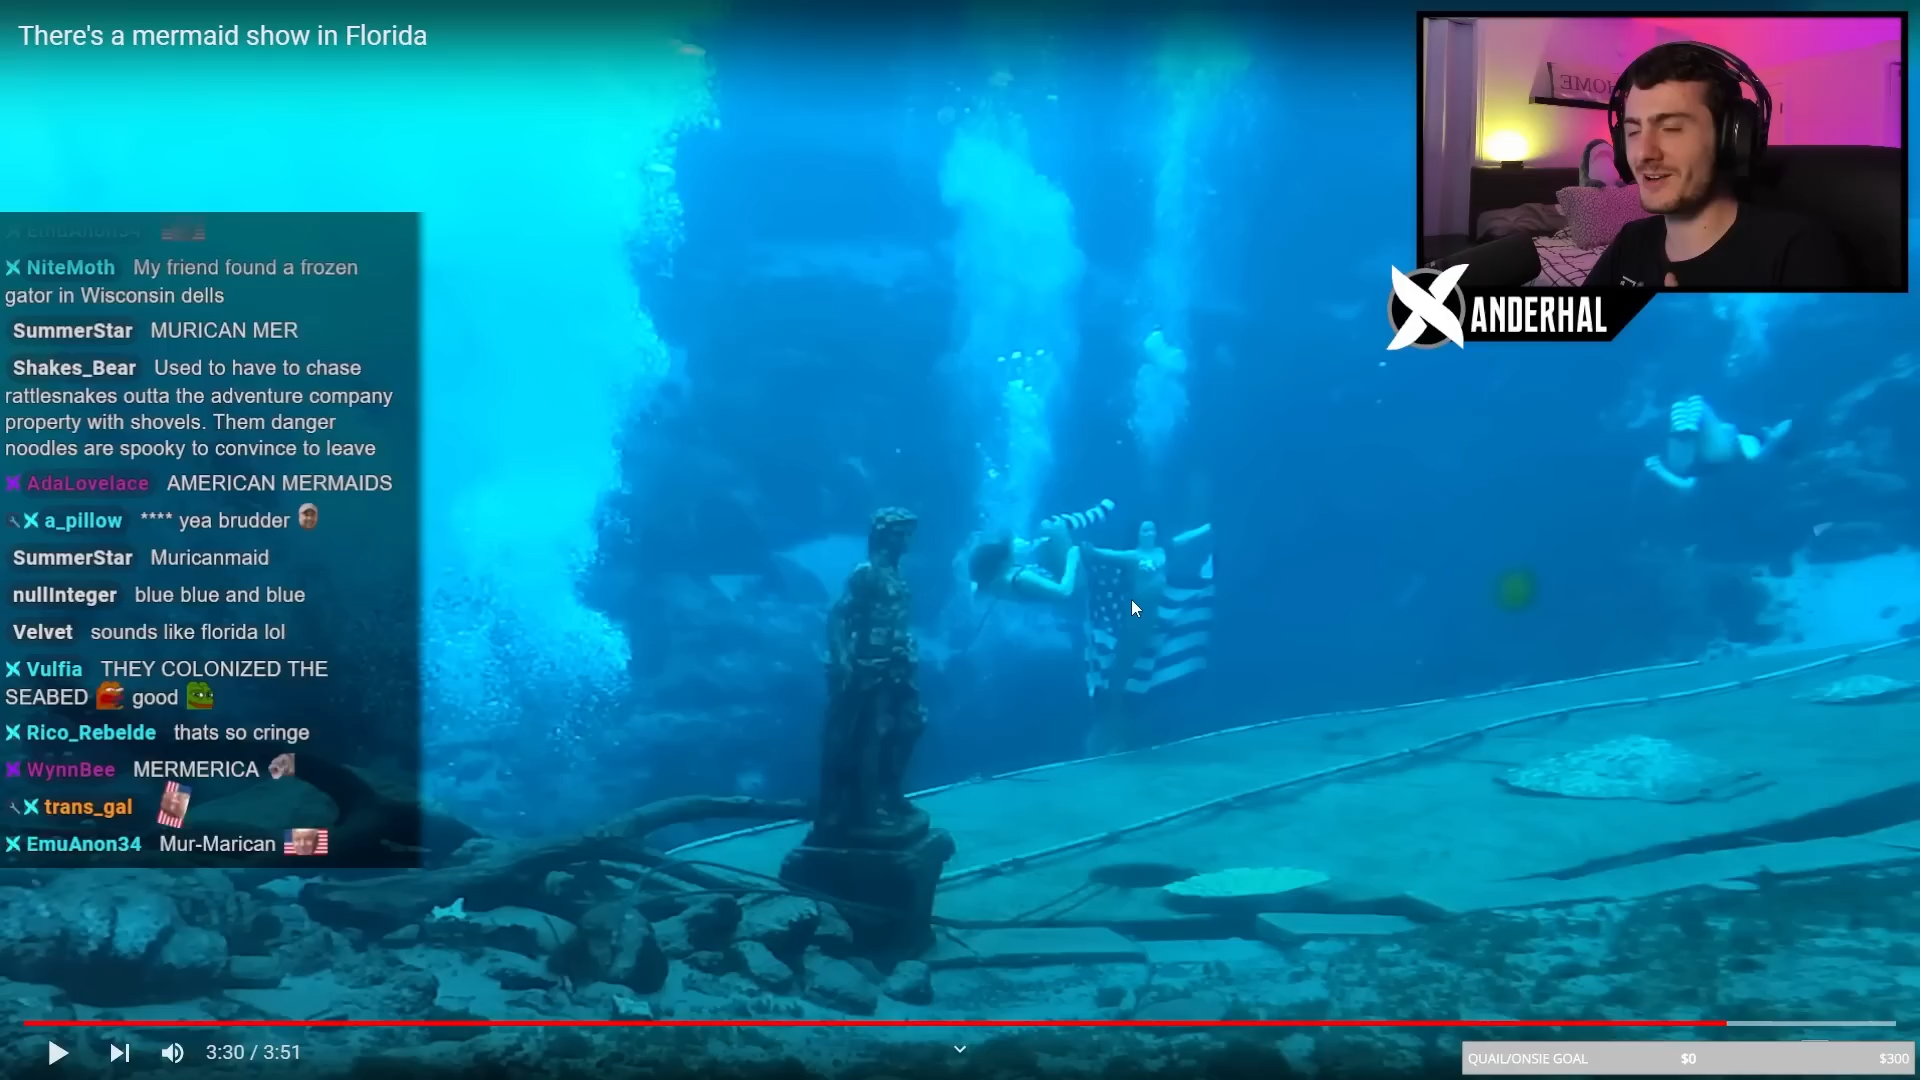 There's a mermaid show in Florida
HOME
XANDERHAL
EmuAnon34
NiteMoth My friend found a frozen
gator in Wisconsin dells
SummerStar MURICAN MER
Shakes_Bear Used to have to chase
rattlesnakes outta the adventure company
property with shovels. Them danger
noodles are spooky to convince to leave
AdaLovelace AMERICAN MERMAIDS
a_pillow **** yea brudder
SummerStar Muricanmaid
nullInteger blue blue and blue
Velvet sounds like florida lol
Vulfia THEY COLONIZED THE
SEABED good
Rico_Rebelde thats so cringe
WynnBee MERMERICA
trans_gal
EmuAnon34 Mur-Marican
3:30 / 3:51
QUAIL/ONSIE GOAL $0 $300